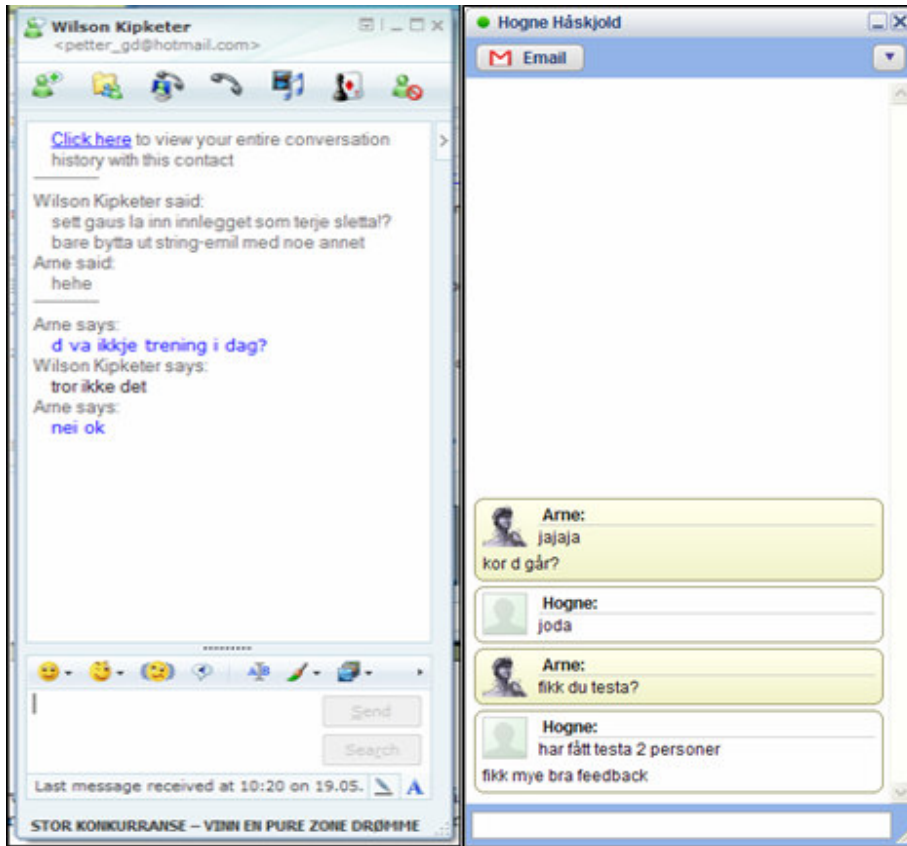 Wilson Kipketer
<petter_gd@hotmail.com>
Click here to view your entire conversation
history with this contact
Wilson Kipketer said:
sett gaus la inn innlegget som terje sletta!?
bare bytta ut string-emil med noe annet
Arne said:
hehe
Arne says:
d va ikkje trening i dag?
Wilson Kipketer says:
tror ikke det
Arne says:
nei ok
Send
Search
Last message received at 10:20 on 19.05.
A
STOR KONKURRANSE – VINN EN PURE ZONE DRØMME
Hogne Håskjold
Email
Arne:
jajaja
kor d går?
Hogne:
joda
Arne:
fikk du testa?
Hogne:
har fått testa 2 personer
fikk mye bra feedback